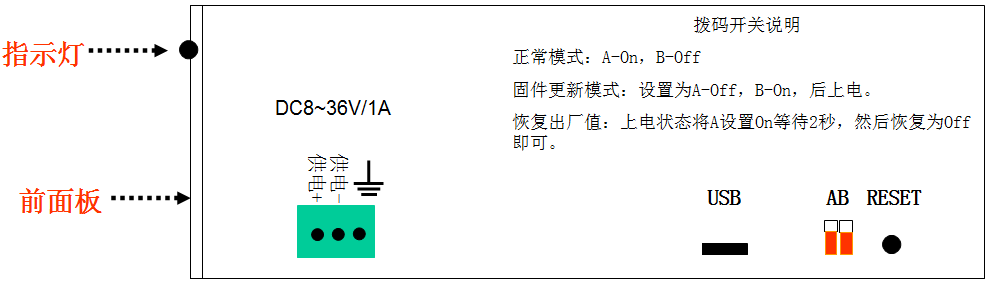 拨码开关说明
指示灯
正常模式：A-On，B-Off
固件更新模式：设置为A-Off，B-On，后上电。
DC8~36V/1A
恢复出厂值：上电状态将A设置On等待2秒，然后恢复为Off
即可。
供电+
供电-
前面板
USB
AB
RESET